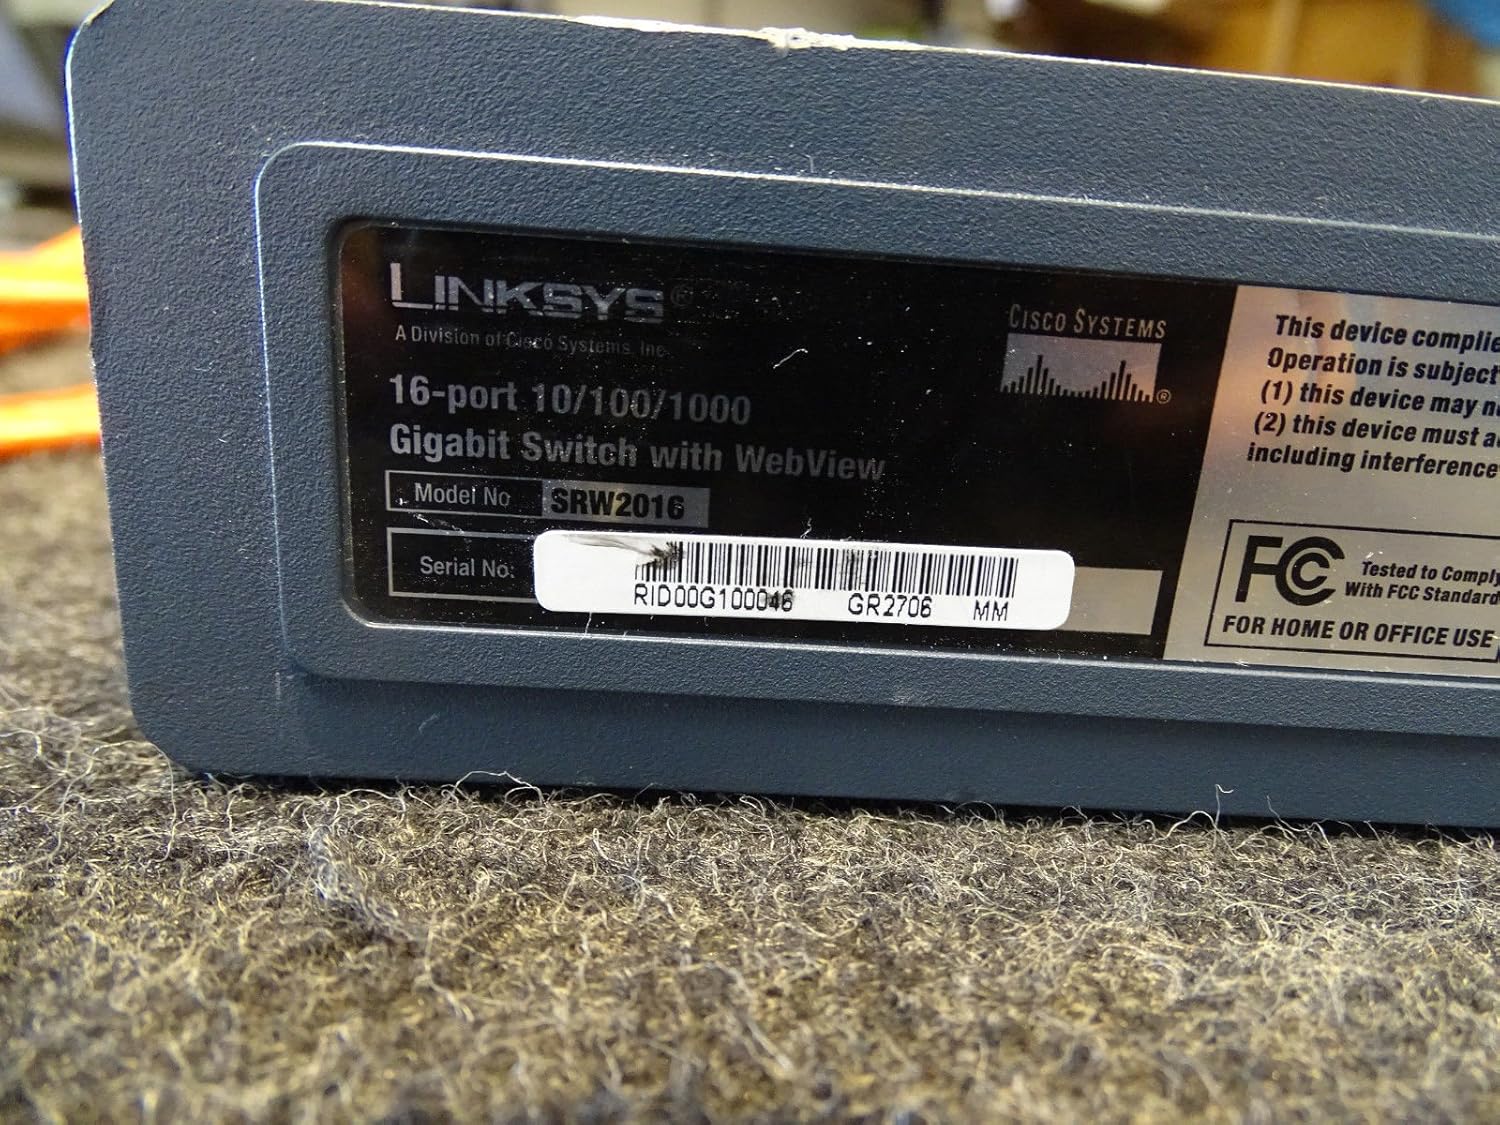 LINKSYS®
A Division of Cisco Systems, Inc.
16-port 10/100/1000
Gigabit Switch with WebView
Model No SRW2016
Serial No:
RID00G100046 GR2706 MM
CISCO SYSTEMS
®
This device complie
Operation is subject
(1) this device may n
(2) this device must a
including interference
FC Tested to Comply
With FCC Standard
FOR HOME OR OFFICE USE